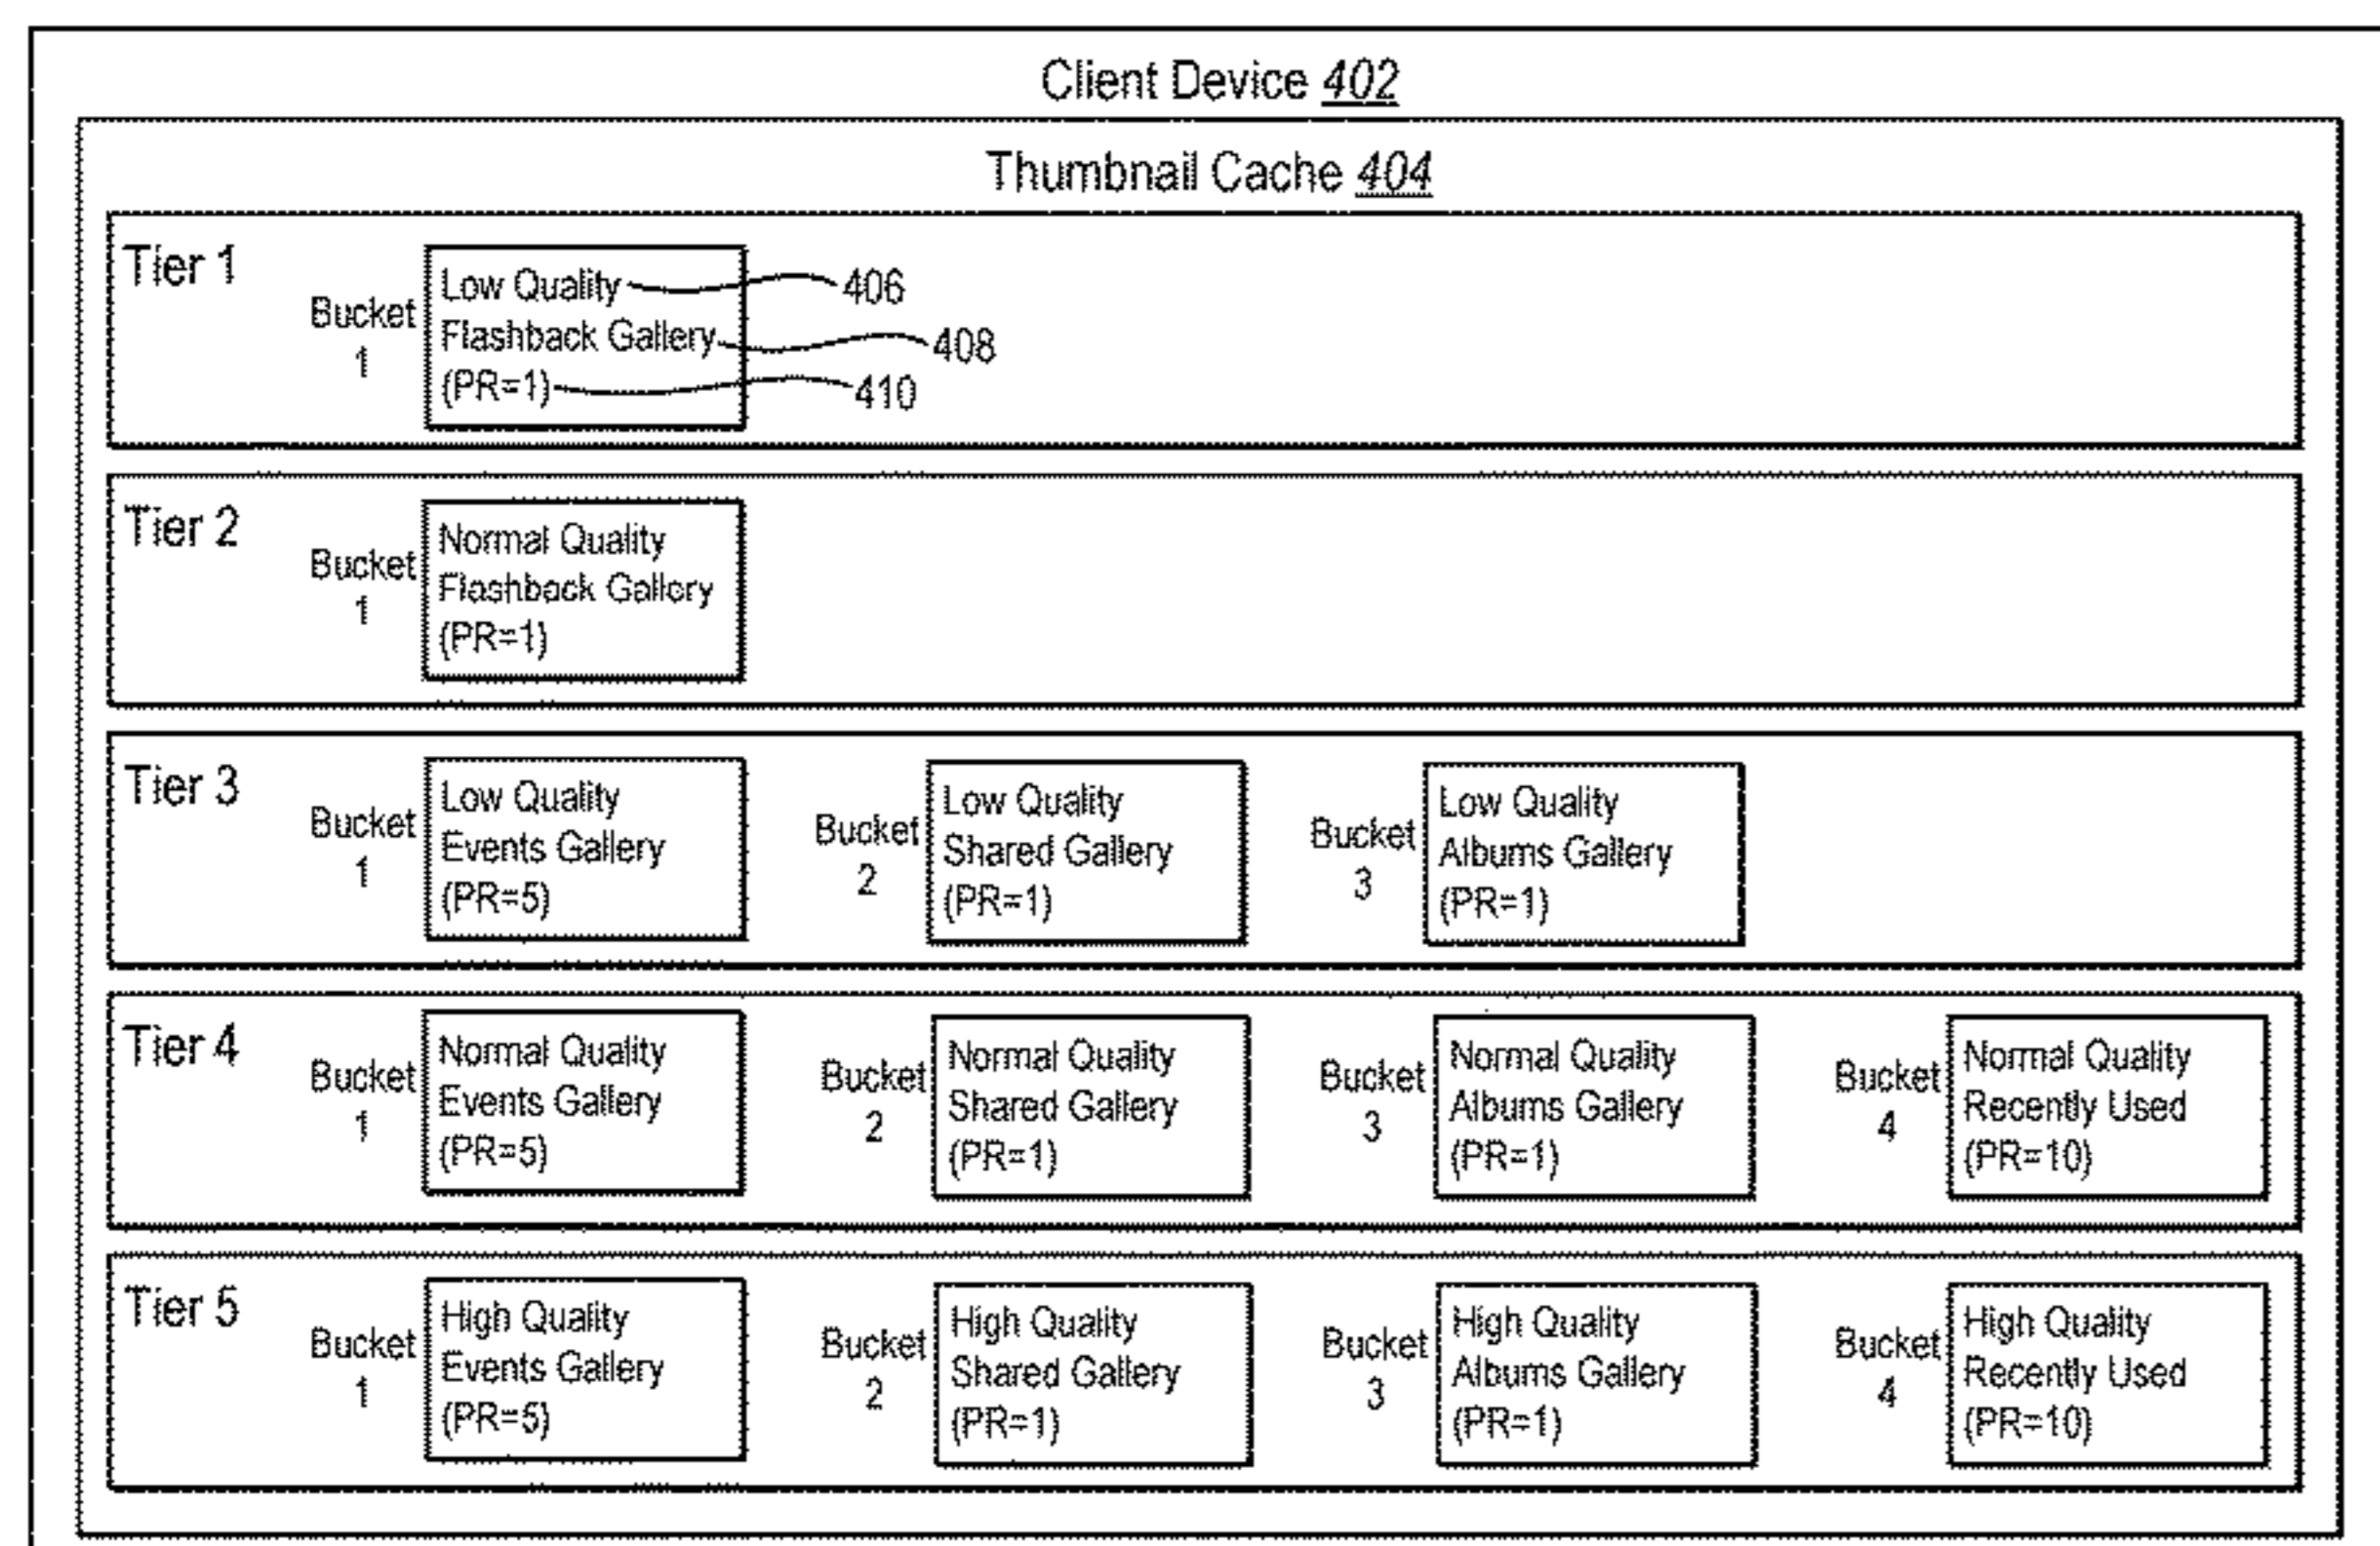 Client Device 402
Thumbnail Cache 404
Tier 1
Bucket
1
Low Quality
Flashback Gallery
(PR=1)
406
408
410
Tier 2
Bucket
1
Normal Quality
Flashback Gallery
(PR=1)
Tier 3
Bucket
1
Low Quality
Events Gallery
(PR=5)
Bucket
2
Low Quality
Shared Gallery
(PR=1)
Bucket
3
Low Quality
Albums Gallery
(PR=1)
Tier 4
Bucket
1
Normal Quality
Events Gallery
(PR=5)
Bucket
2
Normal Quality
Shared Gallery
(PR=1)
Bucket
3
Normal Quality
Albums Gallery
(PR=1)
Bucket
4
Normal Quality
Recently Used
(PR=10)
Tier 5
Bucket
1
High Quality
Events Gallery
(PR=5)
Bucket
2
High Quality
Shared Gallery
(PR=1)
Bucket
3
High Quality
Albums Gallery
(PR=1)
Bucket
4
High Quality
Recently Used
(PR=10)